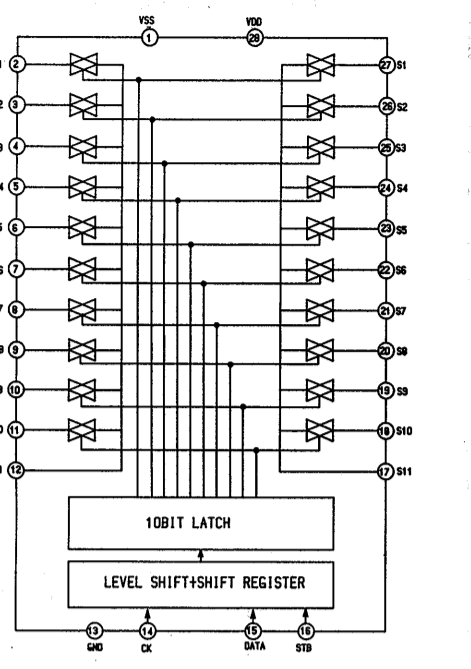 VSS VDD
1 28
2 27 S1
3 26 S2
4 25 S3
5 24 S4
6 23 S5
7 22 S6
8 21 S7
9 20 S8
10 19 S9
11 18 S10
12 17 S11
10BIT LATCH
LEVEL SHIFT+SHIFT REGISTER
13 14 15 16
GND CK DATA STB